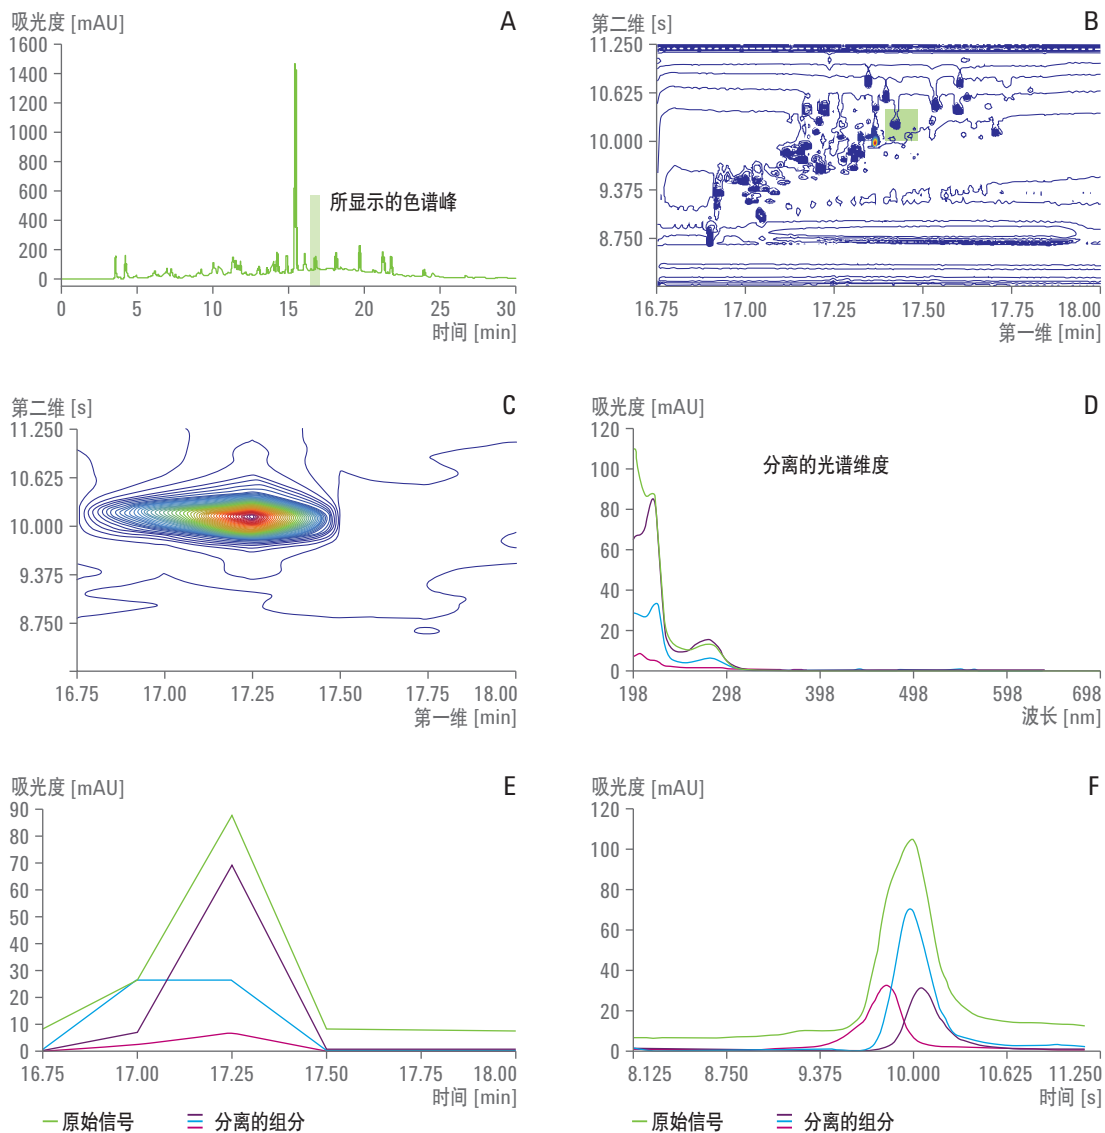 吸光度 [mAU]
A
1600
1400
1200
1000
800
600
400
200
0
所显示的色谱峰
0 5 10 15 20 25 30
时间 [min]
第二维 [s]
B
11.250
10.625
10.000
9.375
8.750
16.75 17.00 17.25 17.50 17.75 18.00
第一维 [min]
第二维 [s]
C
11.250
10.625
10.000
9.375
8.750
16.75 17.00 17.25 17.50 17.75 18.00
第一维 [min]
吸光度 [mAU]
D
120
100
80
60
40
20
0
分离的光谱维度
198 298 398 498 598 698
波长 [nm]
吸光度 [mAU]
E
90
80
70
60
50
40
30
20
10
0
16.75 17.00 17.25 17.50 17.75 18.00
时间 [min]
原始信号 分离的组分
吸光度 [mAU]
F
120
100
80
60
40
20
0
8.125 8.750 9.375 10.000 10.625 11.250
时间 [s]
原始信号 分离的组分